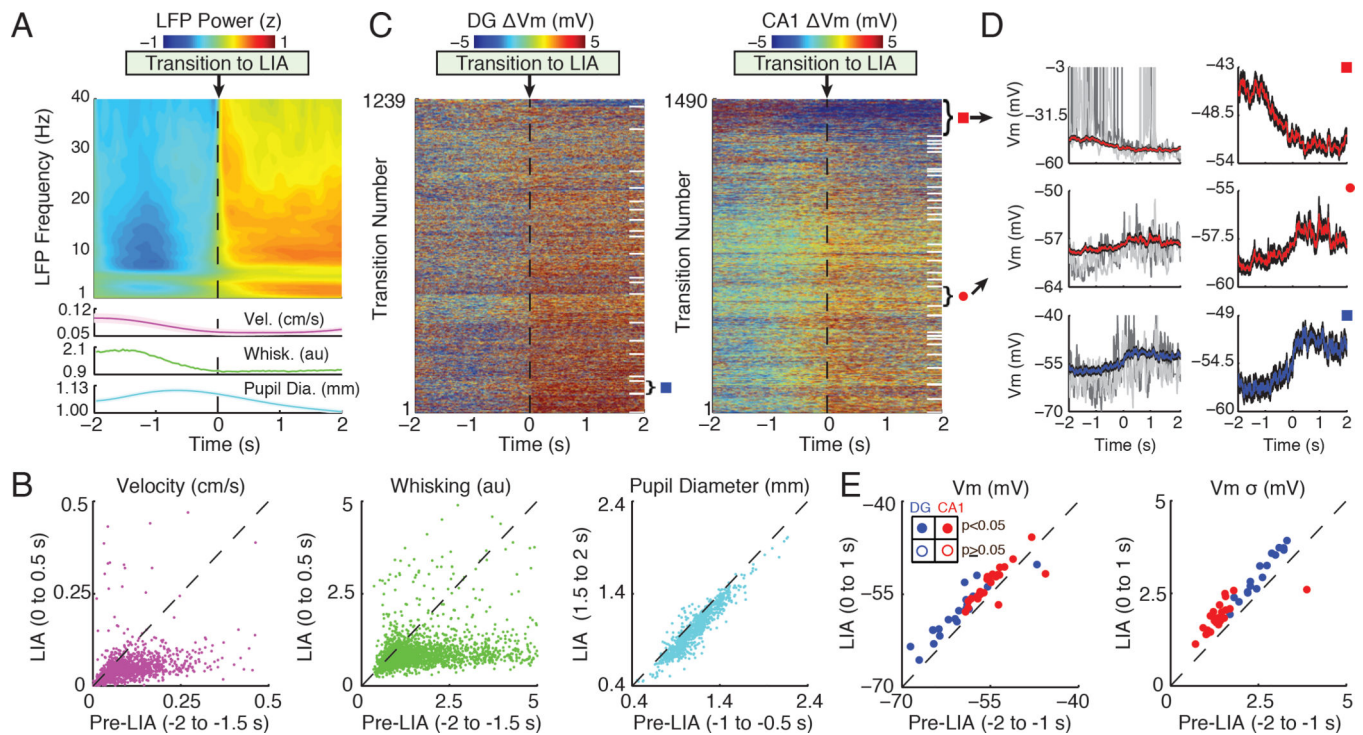 A
LFP Power (z)
−1 1
Transition to LIA
LFP Frequency (Hz)
40
30
20
10
1
0.12
0.05
Vel. (cm/s)
2.1
0.9
Whisk. (au)
1.13
1.00
Pupil Dia. (mm)
−2 −1 0 1 2
Time (s)
C
DG ΔVm (mV)
−5 5
Transition to LIA
1239
Transition Number
1
−2 −1 0 1 2
Time (s)
CA1 ΔVm (mV)
−5 5
Transition to LIA
1490
Transition Number
1
−2 −1 0 1 2
Time (s)
D
Vm (mV)
−3
−31.5
−60
−43
−48.5
−54
Vm (mV)
−50
−57
−64
−55
−57.5
−60
Vm (mV)
−40
−55
−70
−49
−54.5
−60
−2 −1 0 1 2
Time (s)
−2 −1 0 1 2
Time (s)
B
Velocity (cm/s)
LIA (0 to 0.5 s)
0.5
0
0 0.25 0.5
Pre-LIA (-2 to -1.5 s)
Whisking (au)
LIA (0 to 0.5 s)
5
0
0 2.5 5
Pre-LIA (-2 to -1.5 s)
Pupil Diameter (mm)
LIA (1.5 to 2 s)
2.4
1.4
0.4
0.4 1.4 2.4
Pre-LIA (-1 to -0.5 s)
E
Vm (mV)
DG CA1
p<0.05
p≥0.05
LIA (0 to 1 s)
−40
−55
−70
−70 −55 −40
Pre-LIA (-2 to -1 s)
Vm σ (mV)
LIA (0 to 1 s)
5
2.5
0
0 2.5 5
Pre-LIA (-2 to -1 s)